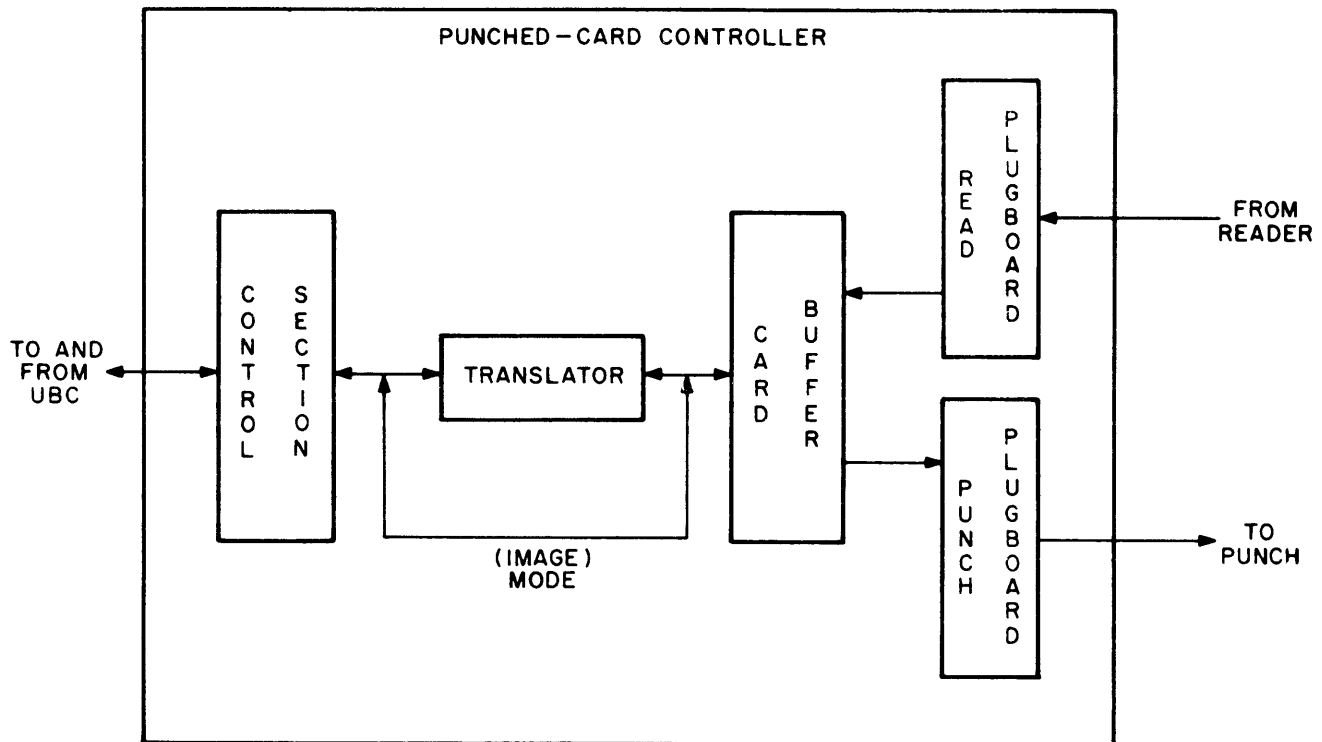 PUNCHED-CARD CONTROLLER
READ
PLUGBOARD
FROM
READER
CONTROL
SECTION
TO AND
FROM
UBC
TRANSLATOR
CARD
BUFFER
(IMAGE)
MODE
PUNCH
PLUGBOARD
TO
PUNCH